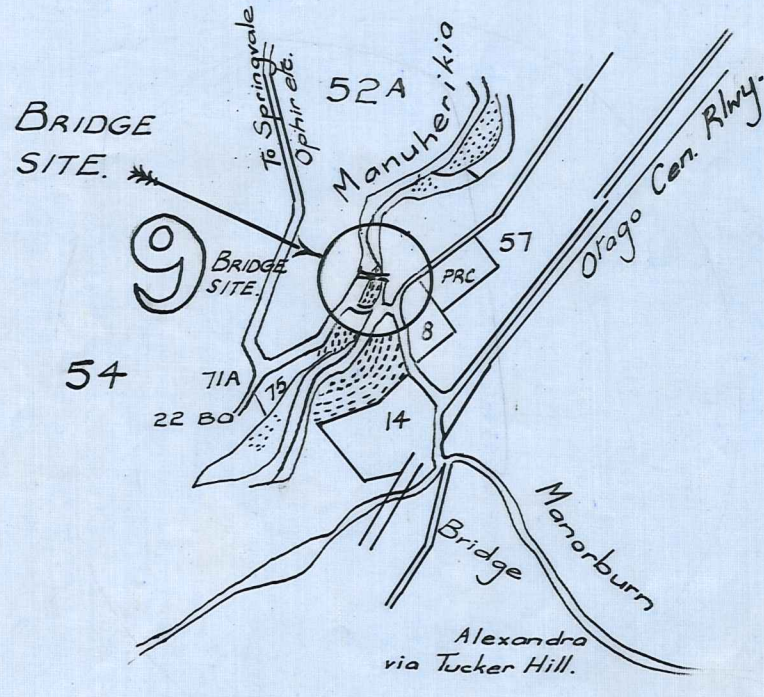 To Springvale
Ophir etc.
52A
Manuherikia
BRIDGE
SITE.
Otago Cen. Rlwy.
9
BRIDGE
SITE.
57
PRC
8
54
71A
75
22 BO
14
Manorburn
Bridge
Alexandra
via Tucker Hill.